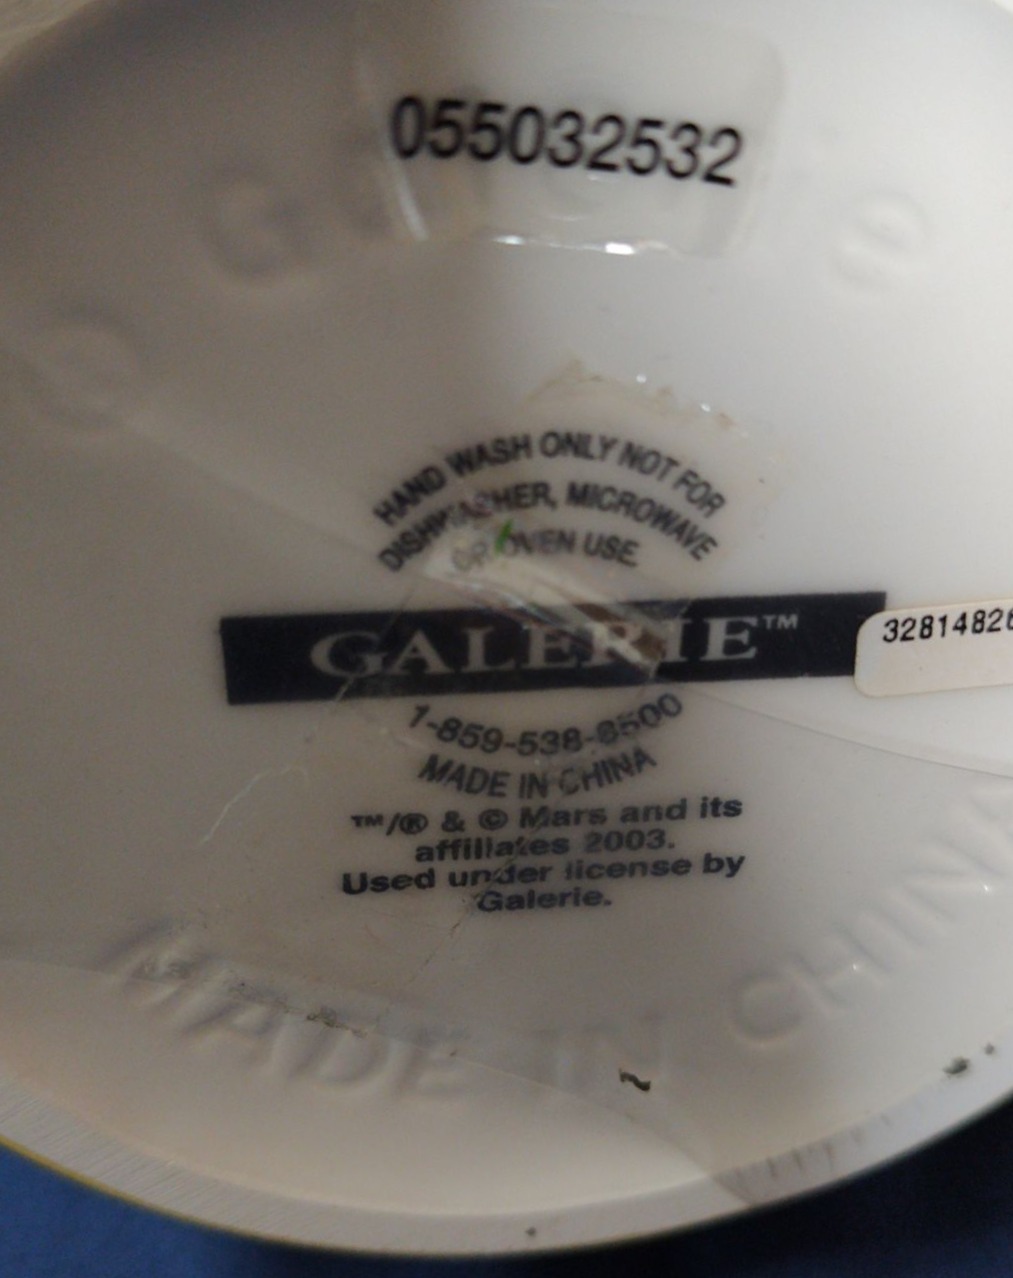 055032532
HAND WASH ONLY NOT FOR
DISHWASHER, MICROWAVE
OR OVEN USE
GALERIE™
3281482
1-859-538-8500
MADE IN CHINA
™/® & © Mars and its
affiliates 2003.
Used under license by
Galerie.
MADE IN CHINA